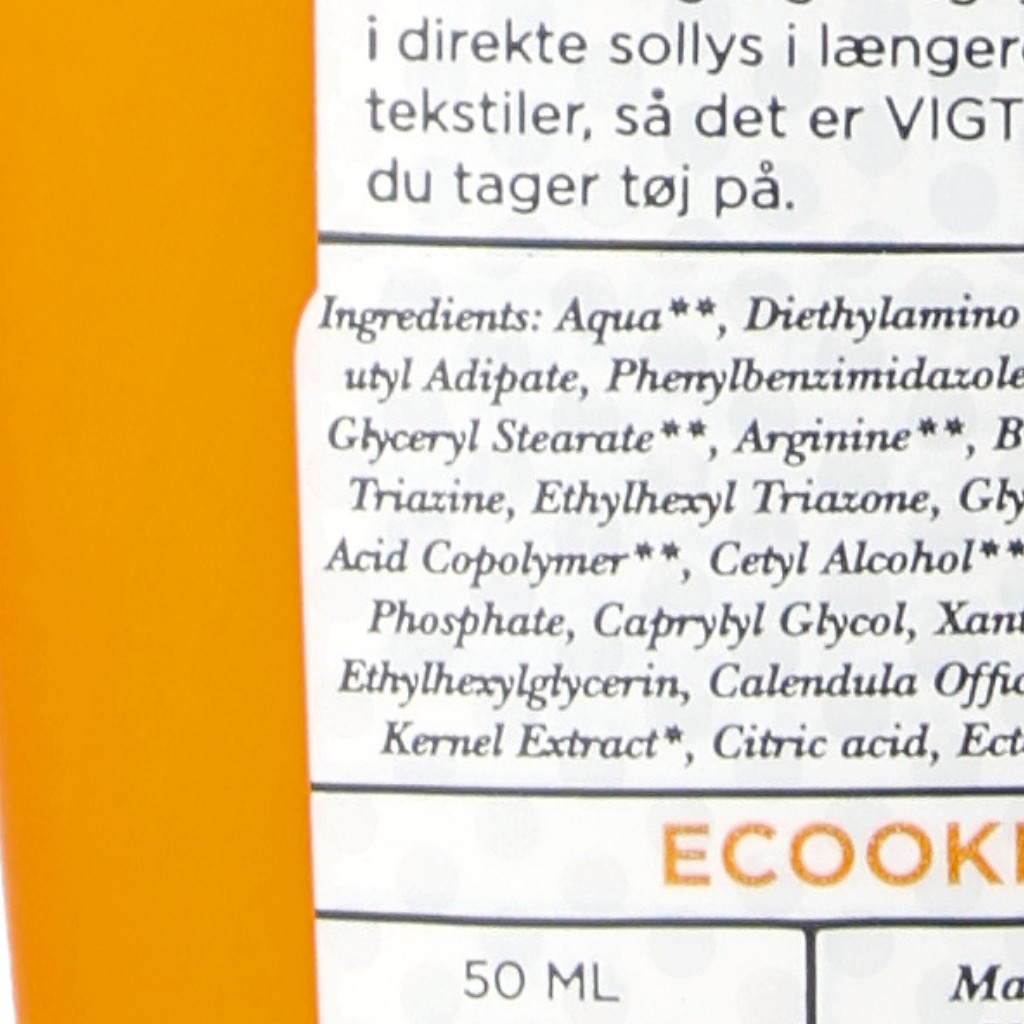 i direkte sollys i længere
tekstiler, så det er VIGT
du tager tøj på.
Ingredients: Aqua**, Diethylamino
utyl Adipate, Phenylbenzimidazole
Glyceryl Stearate**, Arginine**, B
Triazine, Ethylhexyl Triazone, Gly
Acid Copolymer**, Cetyl Alcohol**
Phosphate, Caprylyl Glycol, Xant
Ethylhexylglycerin, Calendula Offic
Kernel Extract*, Citric acid, Ect
ECOOKI
50 ML
Ma